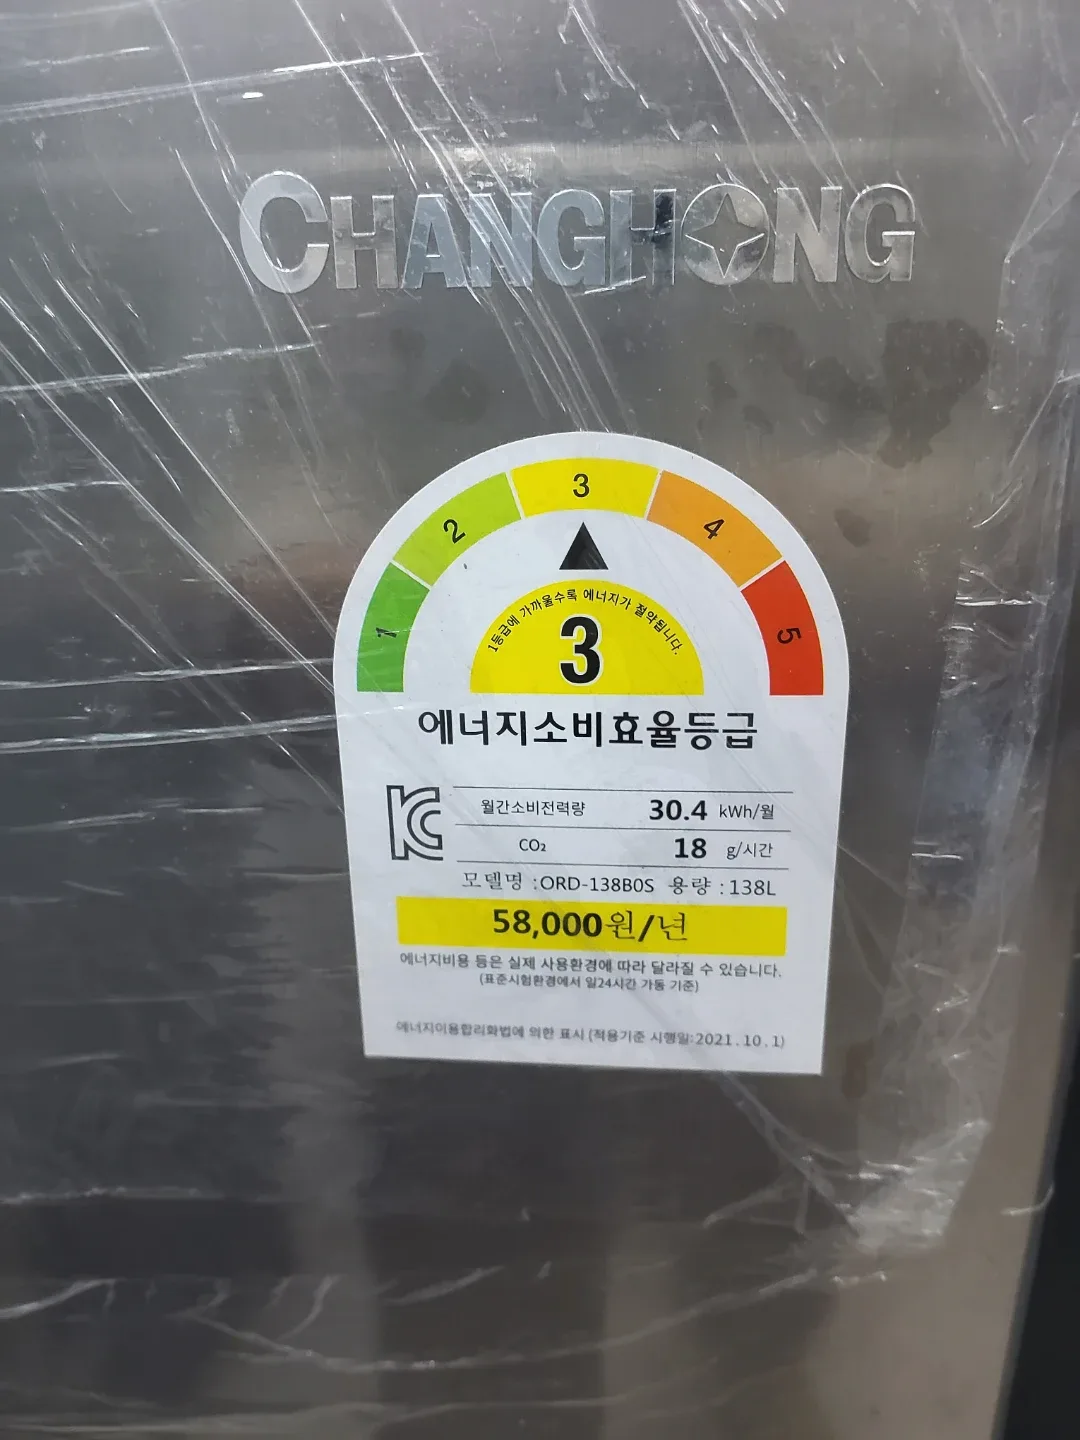 CHANGHONG
1 2 3 4 5
1등급에 가까울수록 에너지가 절약됩니다.
3
에너지소비효율등급
월간소비전력량 30.4 kWh/월
CO₂ 18 g/시간
모델명 :ORD-138B0S 용량 :138L
58,000원/년
에너지비용 등은 실제 사용환경에 따라 달라질 수 있습니다.
(표준시험환경에서 일24시간 가동 기준)
에너지이용합리화법에 의한 표시 (적용기준 시행일:2021.10.1)